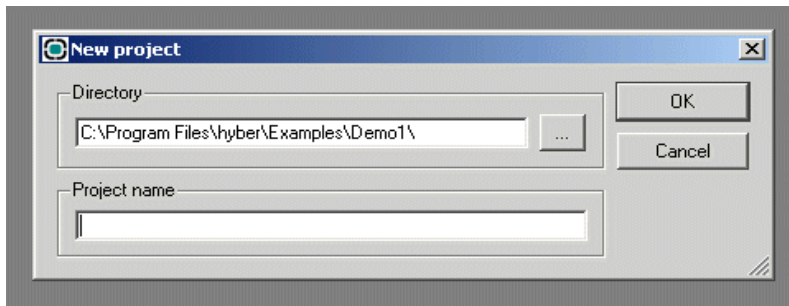 New project
Directory
C:\Program Files\hyber\Examples\Demo1\
...
OK
Cancel
Project name